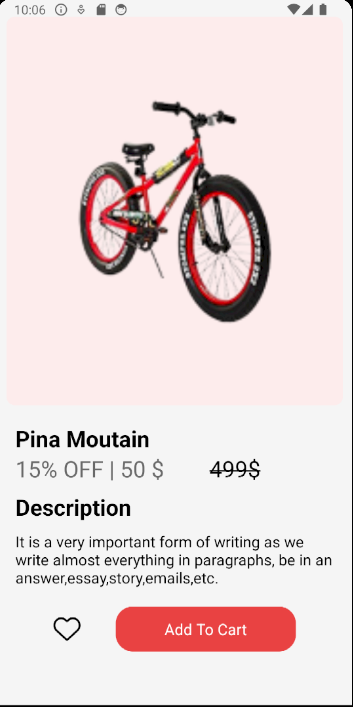 10:06
STOMPER
Pina Moutain
15% OFF | 50 $ 499$
Description
It is a very important form of writing as we
write almost everything in paragraphs, be in an
answer,essay,story,emails,etc.
Add To Cart